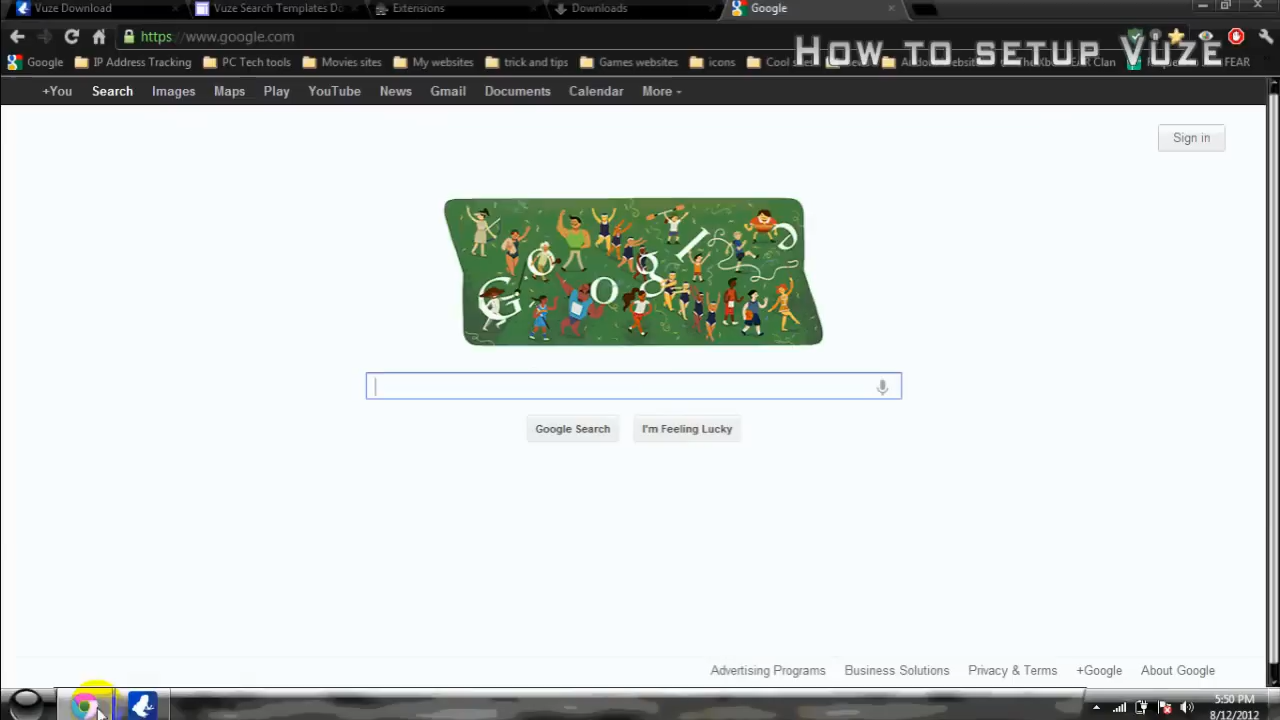 Vuze Download
Vuze Search Templates Do
Extensions
Downloads
Google
https://www.google.com
How to setup Vuze
Google
IP Address Tracking
PC Tech tools
Movies sites
My websites
trick and tips
Games websites
icons
FEAR
+You
Search
Images
Maps
Play
YouTube
News
Gmail
Documents
Calendar
More
Sign in
Google
Google Search
I'm Feeling Lucky
Advertising Programs
Business Solutions
Privacy & Terms
+Google
About Google
5:50 PM
8/12/2012